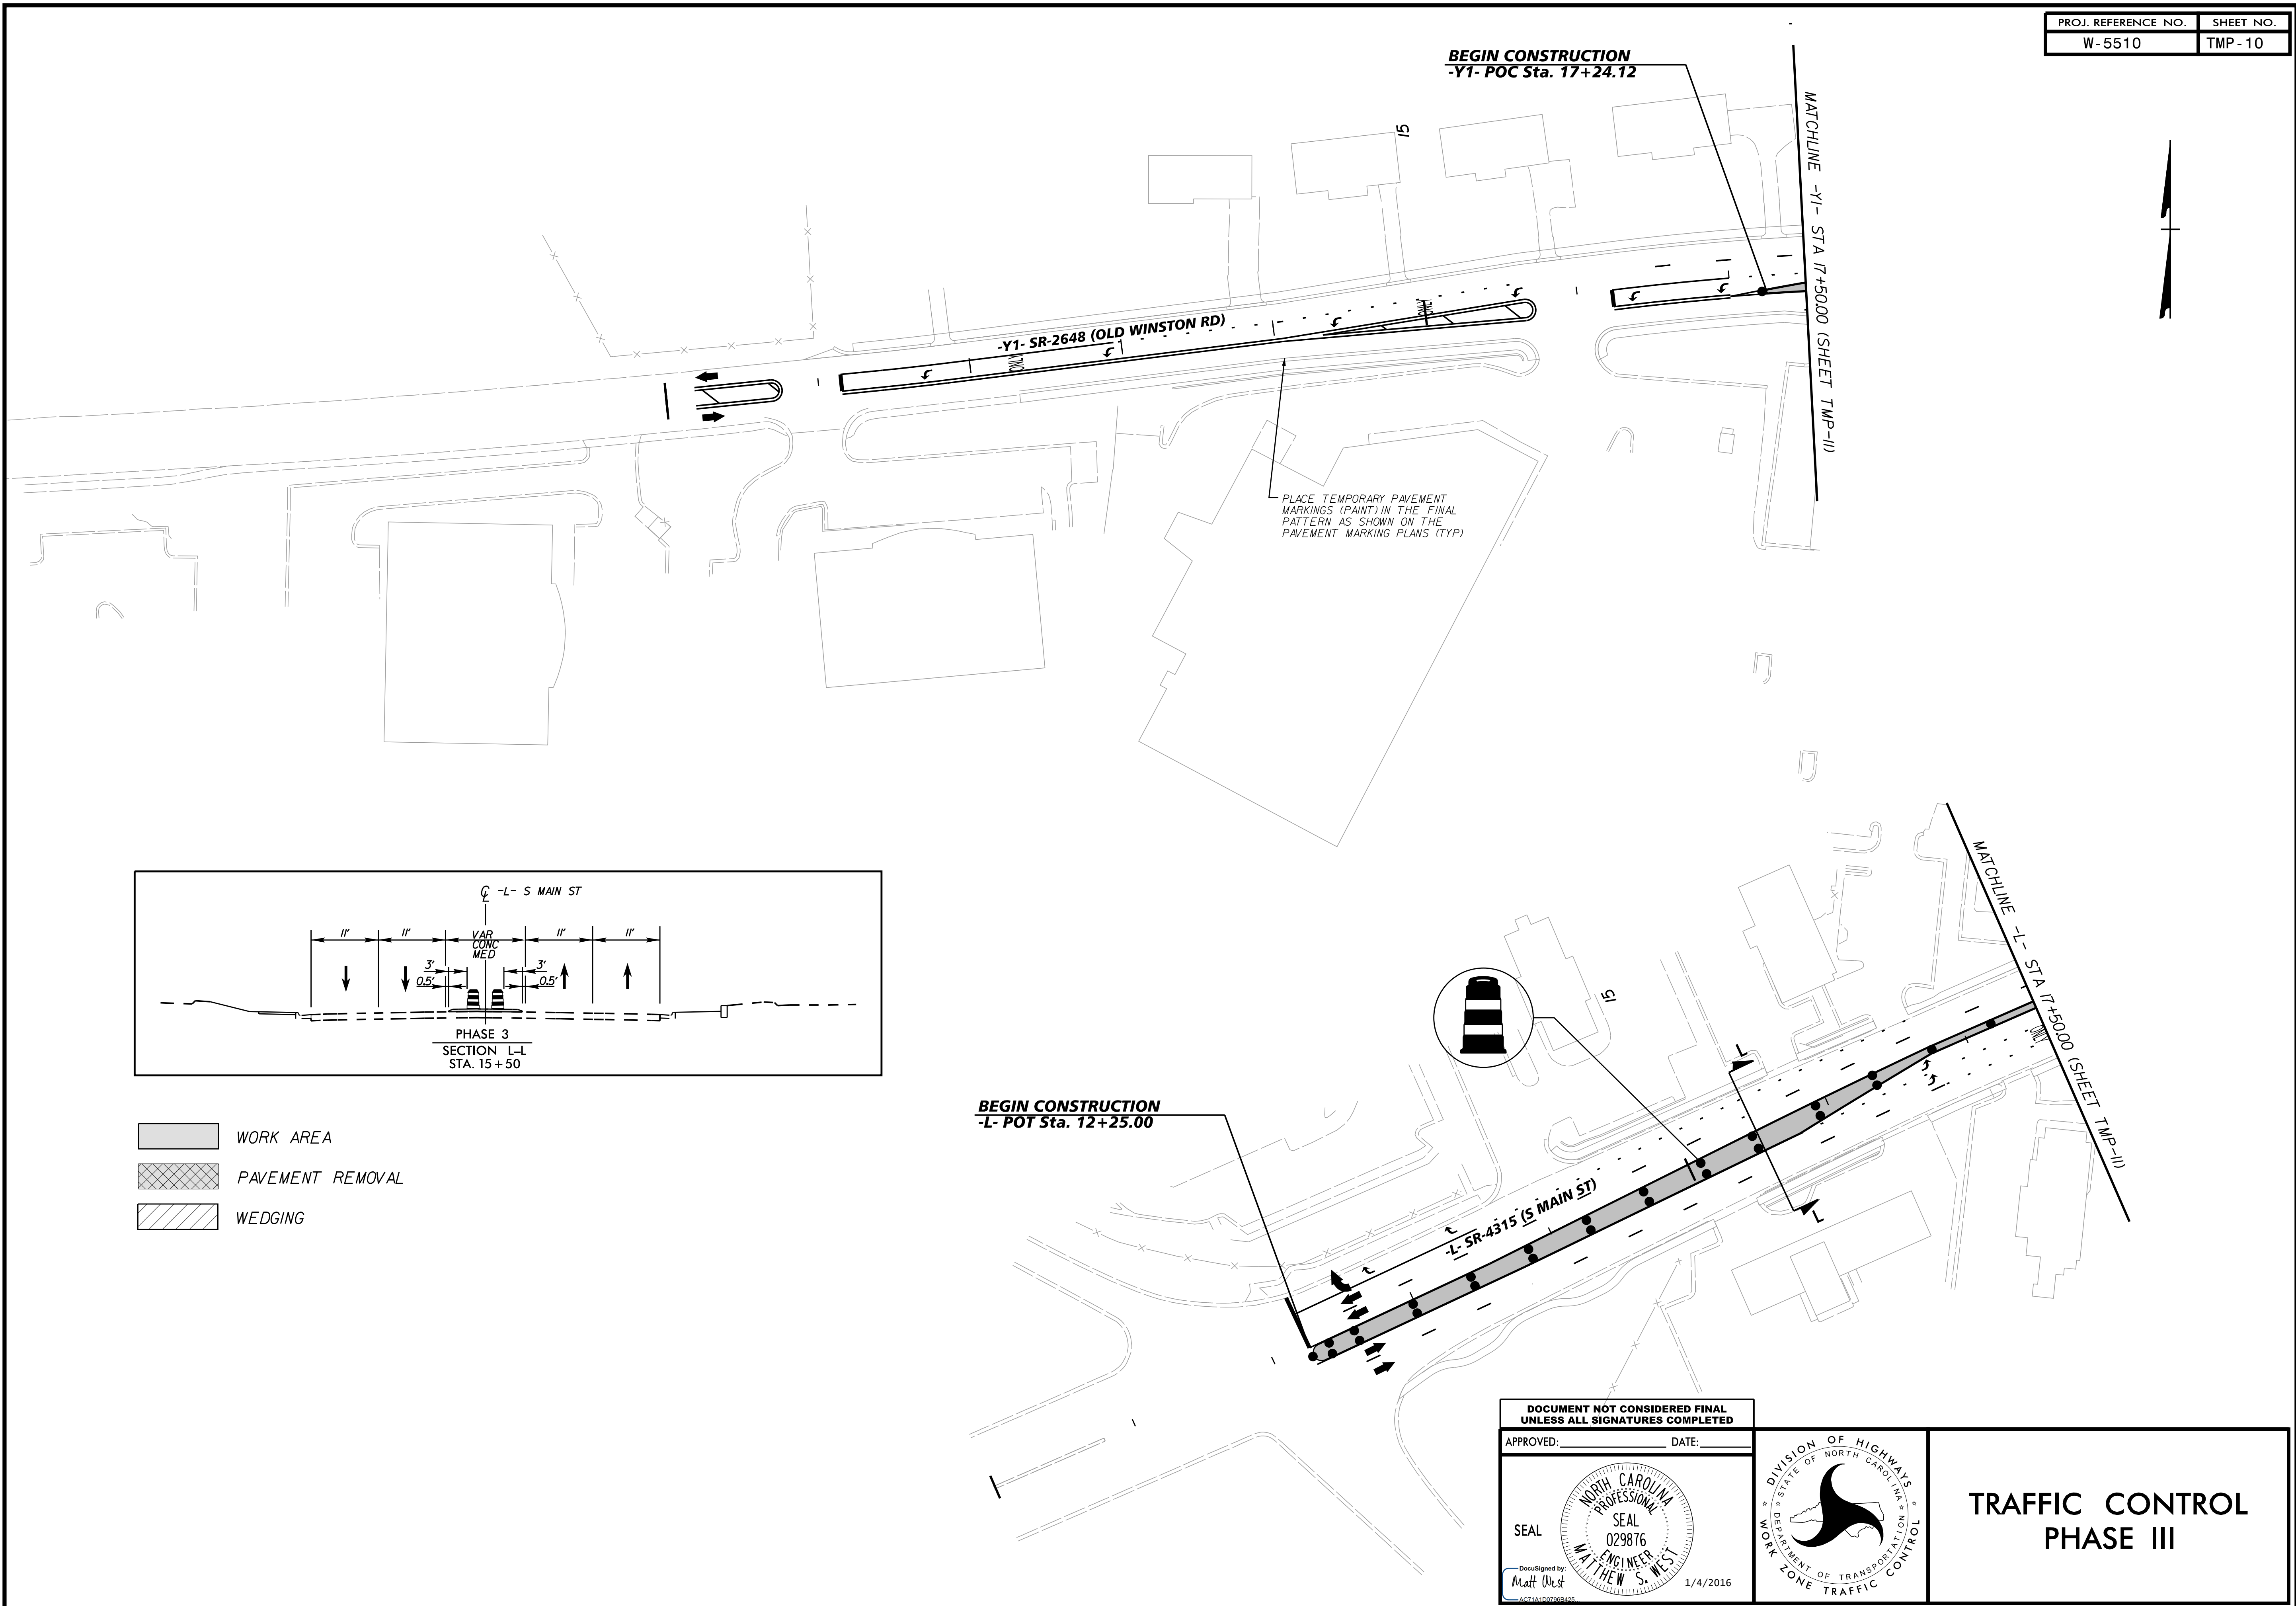 PROJ. REFERENCE NO. SHEET NO.
W-5510 TMP-10
BEGIN CONSTRUCTION
-Y1- POC Sta. 17+24.12
MATCHLINE -Y1- STA 17+50.00 (SHEET TMP-11)
15
-Y1- SR-2648 (OLD WINSTON RD)
ONLY
ONLY
PLACE TEMPORARY PAVEMENT
MARKINGS (PAINT) IN THE FINAL
PATTERN AS SHOWN ON THE
PAVEMENT MARKING PLANS (TYP)
℄ -L- S MAIN ST
11' 11' VAR 11' 11'
CONC
MED
3' 3'
0.5' 0.5'
PHASE 3
SECTION L-L
STA. 15+50
WORK AREA
PAVEMENT REMOVAL
WEDGING
MATCHLINE -L- STA 17+50.00 (SHEET TMP-11)
15
L
L
ONLY
BEGIN CONSTRUCTION
-L- POT Sta. 12+25.00
-L- SR-4315 (S MAIN ST)
DOCUMENT NOT CONSIDERED FINAL
UNLESS ALL SIGNATURES COMPLETED
APPROVED: DATE:
SEAL
NORTH CAROLINA
PROFESSIONAL
SEAL
029876
ENGINEER
MATTHEW S. WEST
DocuSigned by:
Matt West
AC71A1D0796B425...
1/4/2016
DIVISION OF HIGHWAYS
STATE OF NORTH CAROLINA
DEPARTMENT OF TRANSPORTATION
WORK ZONE TRAFFIC CONTROL
TRAFFIC CONTROL
PHASE III